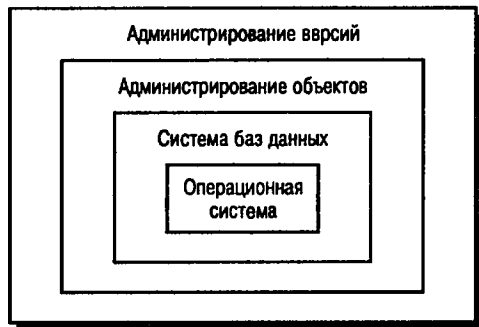 Администрирование вврсий
Администрирование объектов
Система баз данных
Операционная
система